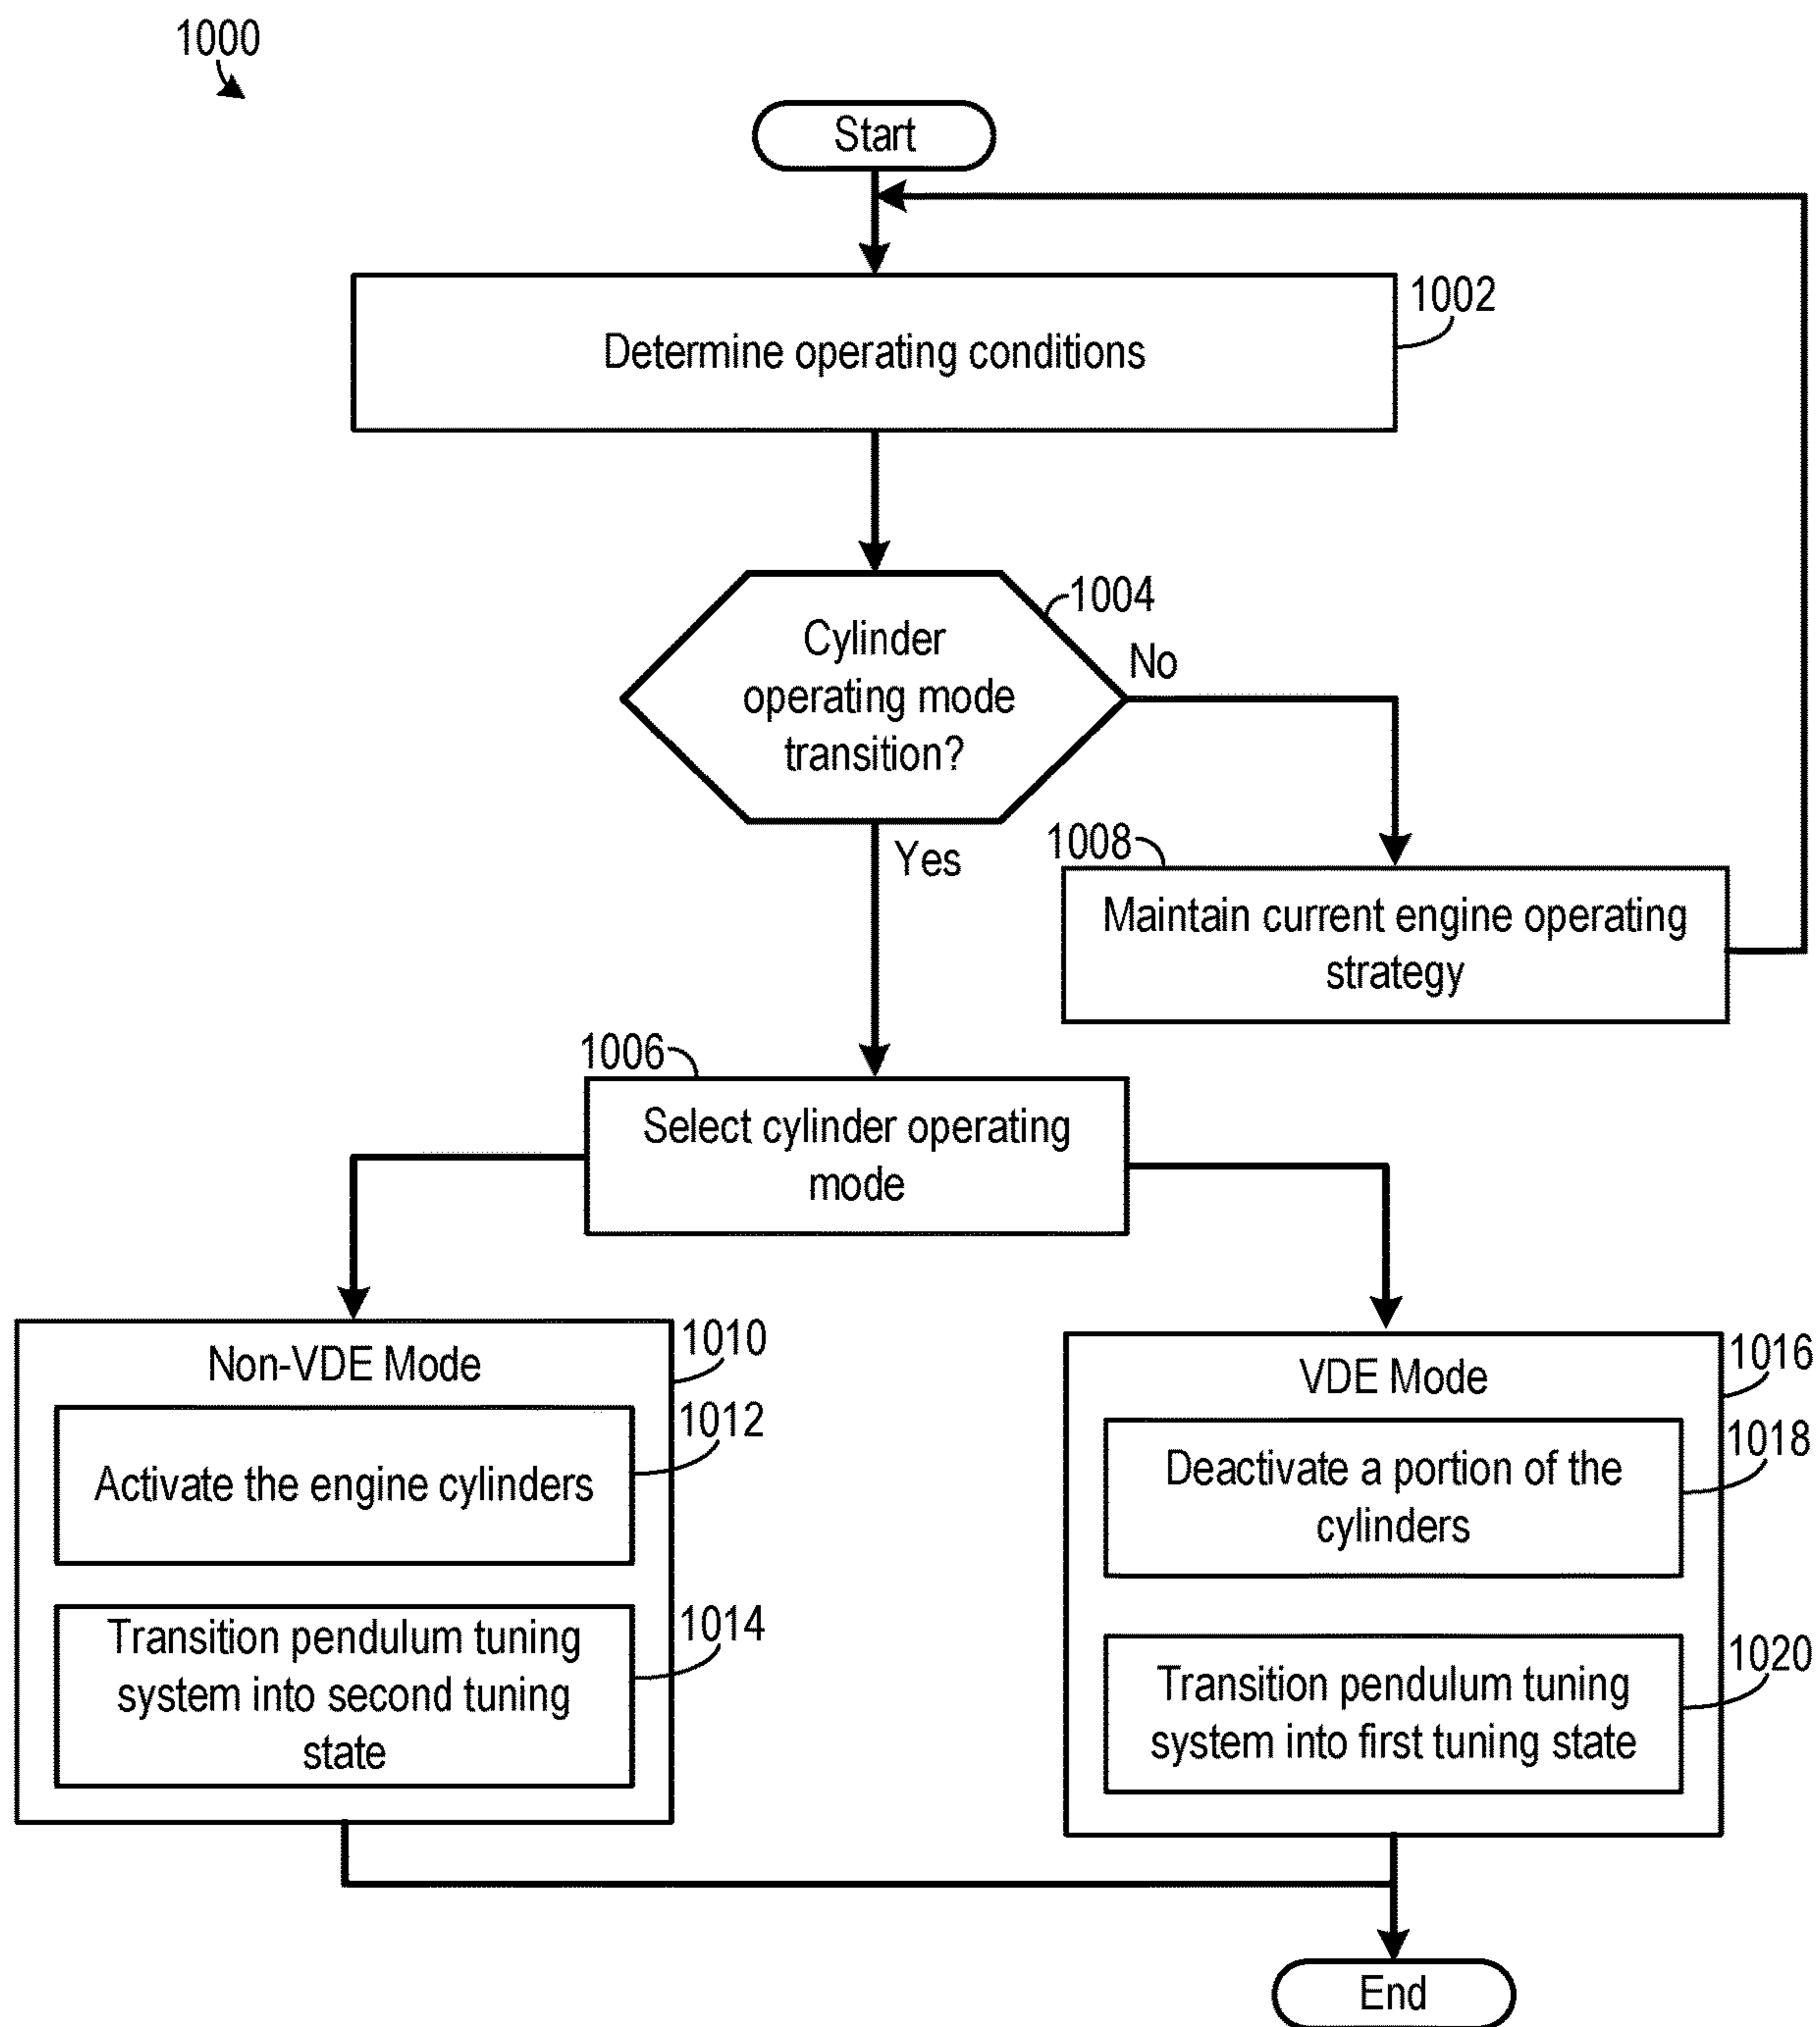 1000
Start
1002
Determine operating conditions
1004
Cylinder
operating mode
transition?
No
Yes
1008
Maintain current engine operating
strategy
1006
Select cylinder operating
mode
1010
Non-VDE Mode
1012
Activate the engine cylinders
1014
Transition pendulum tuning
system into second tuning
state
1016
VDE Mode
1018
Deactivate a portion of the
cylinders
1020
Transition pendulum tuning
system into first tuning state
End